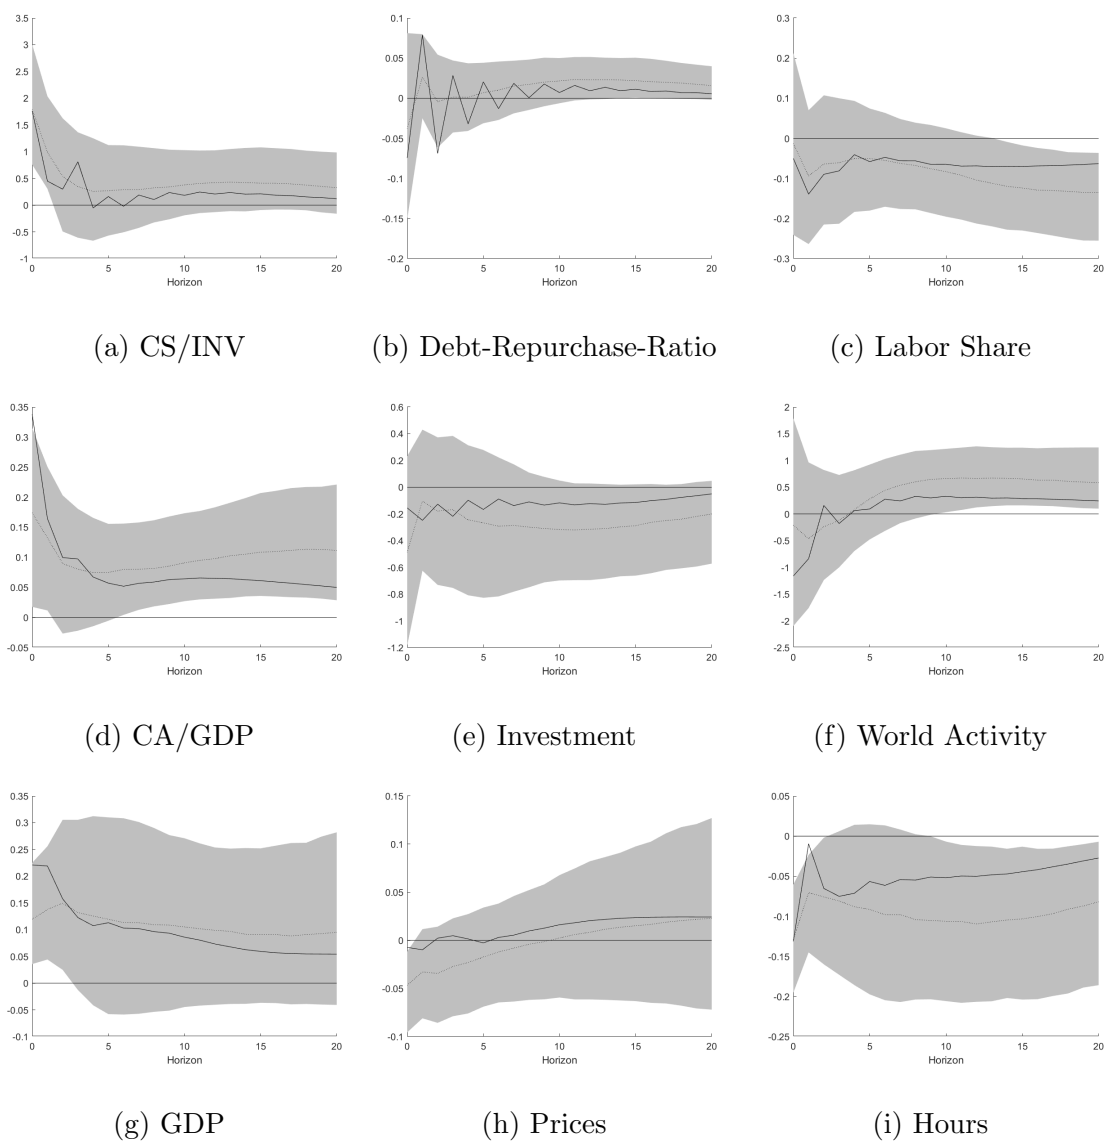 3.5
3
2.5
2
1.5
1
0.5
0
-0.5
-1
0 5 10 15 20
Horizon
(a) CS/INV
0.1
0.05
0
-0.05
-0.1
-0.15
-0.2
0 5 10 15 20
Horizon
(b) Debt-Repurchase-Ratio
0.3
0.2
0.1
0
-0.1
-0.2
-0.3
0 5 10 15 20
Horizon
(c) Labor Share
0.35
0.3
0.25
0.2
0.15
0.1
0.05
0
-0.05
0 5 10 15 20
Horizon
(d) CA/GDP
0.6
0.4
0.2
0
-0.2
-0.4
-0.6
-0.8
-1
-1.2
0 5 10 15 20
Horizon
(e) Investment
2
1.5
1
0.5
0
-0.5
-1
-1.5
-2
-2.5
0 5 10 15 20
Horizon
(f) World Activity
0.35
0.3
0.25
0.2
0.15
0.1
0.05
0
-0.05
-0.1
0 5 10 15 20
Horizon
(g) GDP
0.15
0.1
0.05
0
-0.05
-0.1
0 5 10 15 20
Horizon
(h) Prices
0.05
0
-0.05
-0.1
-0.15
-0.2
-0.25
0 5 10 15 20
Horizon
(i) Hours